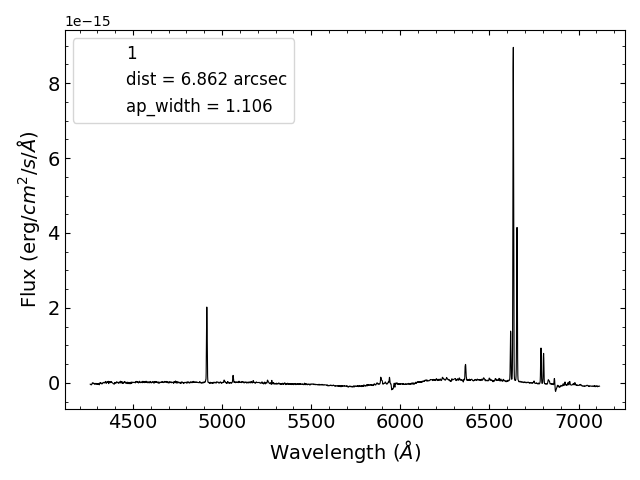 1e−15
1
dist = 6.862 arcsec
ap_width = 1.106
8
6
4
2
0
Flux (erg/cm²/s/Å)
4500 5000 5500 6000 6500 7000
Wavelength (Å)